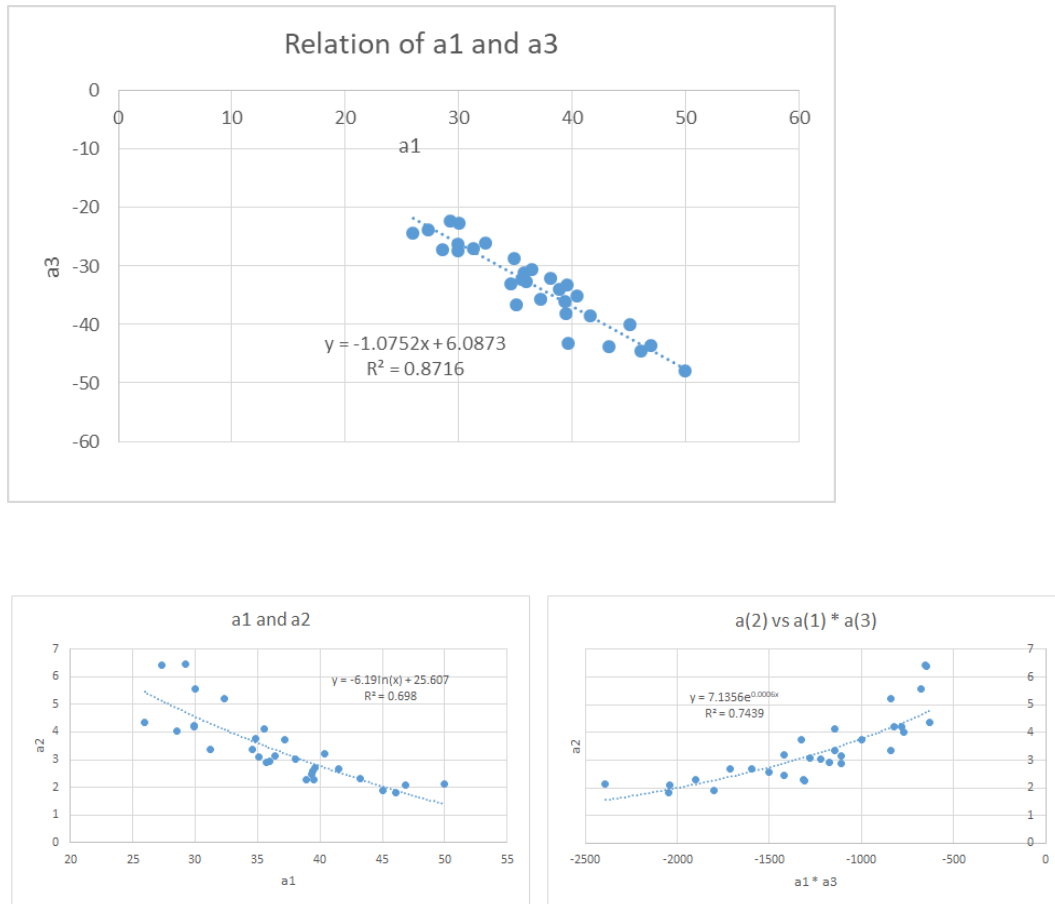 Relation of a1 and a3
0
0 10 20 30 40 50 60
a1
-10
-20
a3
-30
-40
y = -1.0752x + 6.0873
R² = 0.8716
-50
-60
a1 and a2
7
6
5
4
3
2
1
0
a2
y = -6.19ln(x) + 25.607
R² = 0.698
20 25 30 35 40 45 50 55
a1
a(2) vs a(1) * a(3)
a2
y = 7.1356e^0.0006x
R² = 0.7439
7
6
5
4
3
2
1
0
-2500 -2000 -1500 -1000 -500 0
a1 * a3